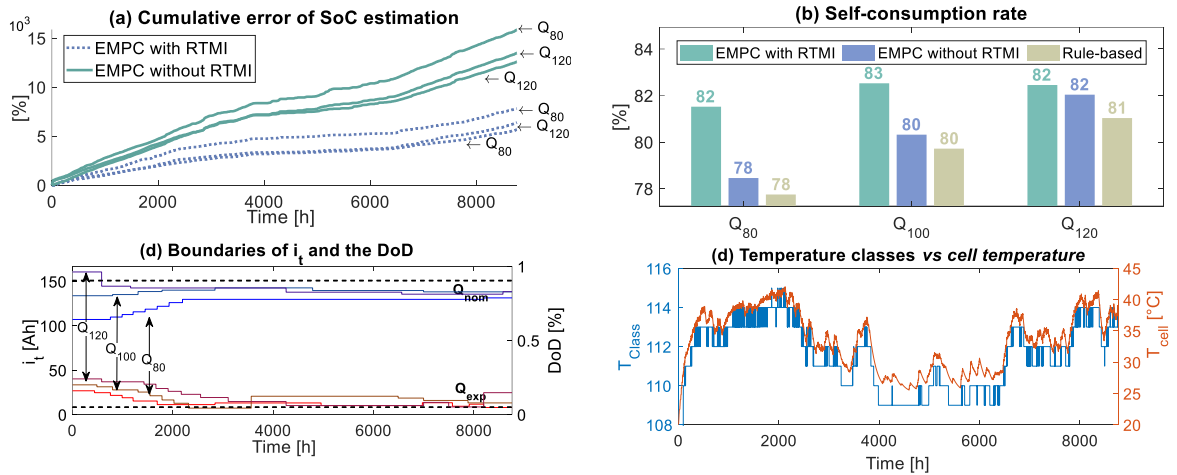 (a) Cumulative error of SoC estimation
10³
15
10
5
0
[%]
EMPC with RTMI
EMPC without RTMI
← Q80
← Q120
← Q120
← Q80
← Q120
← Q80
0 2000 4000 6000 8000
Time [h]
(b) Self-consumption rate
84
82
80
78
[%]
EMPC with RTMI EMPC without RTMI Rule-based
82 78 78
83 80 80
82 82 81
Q80 Q100 Q120
(d) Boundaries of it and the DoD
150
100
50
0
it [Ah]
1
0.5
0
DoD [%]
Qnom
Q120
Q100
Q80
Qexp
0 2000 4000 6000 8000
Time [h]
(d) Temperature classes vs cell temperature
116
114
112
110
108
TClass
45
40
35
30
25
20
Tcell [°C]
0 2000 4000 6000 8000
Time [h]